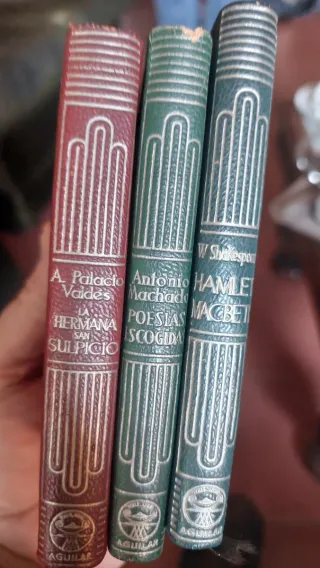 A. Palacio
Valdés
LA
HERMANA
SAN
SULPICIO
AGUILAR
Antonio
Machado
POESIAS
ESCOGIDAS
AGUILAR
W. Shakespeare
HAMLET
MACBETH
AGUILAR